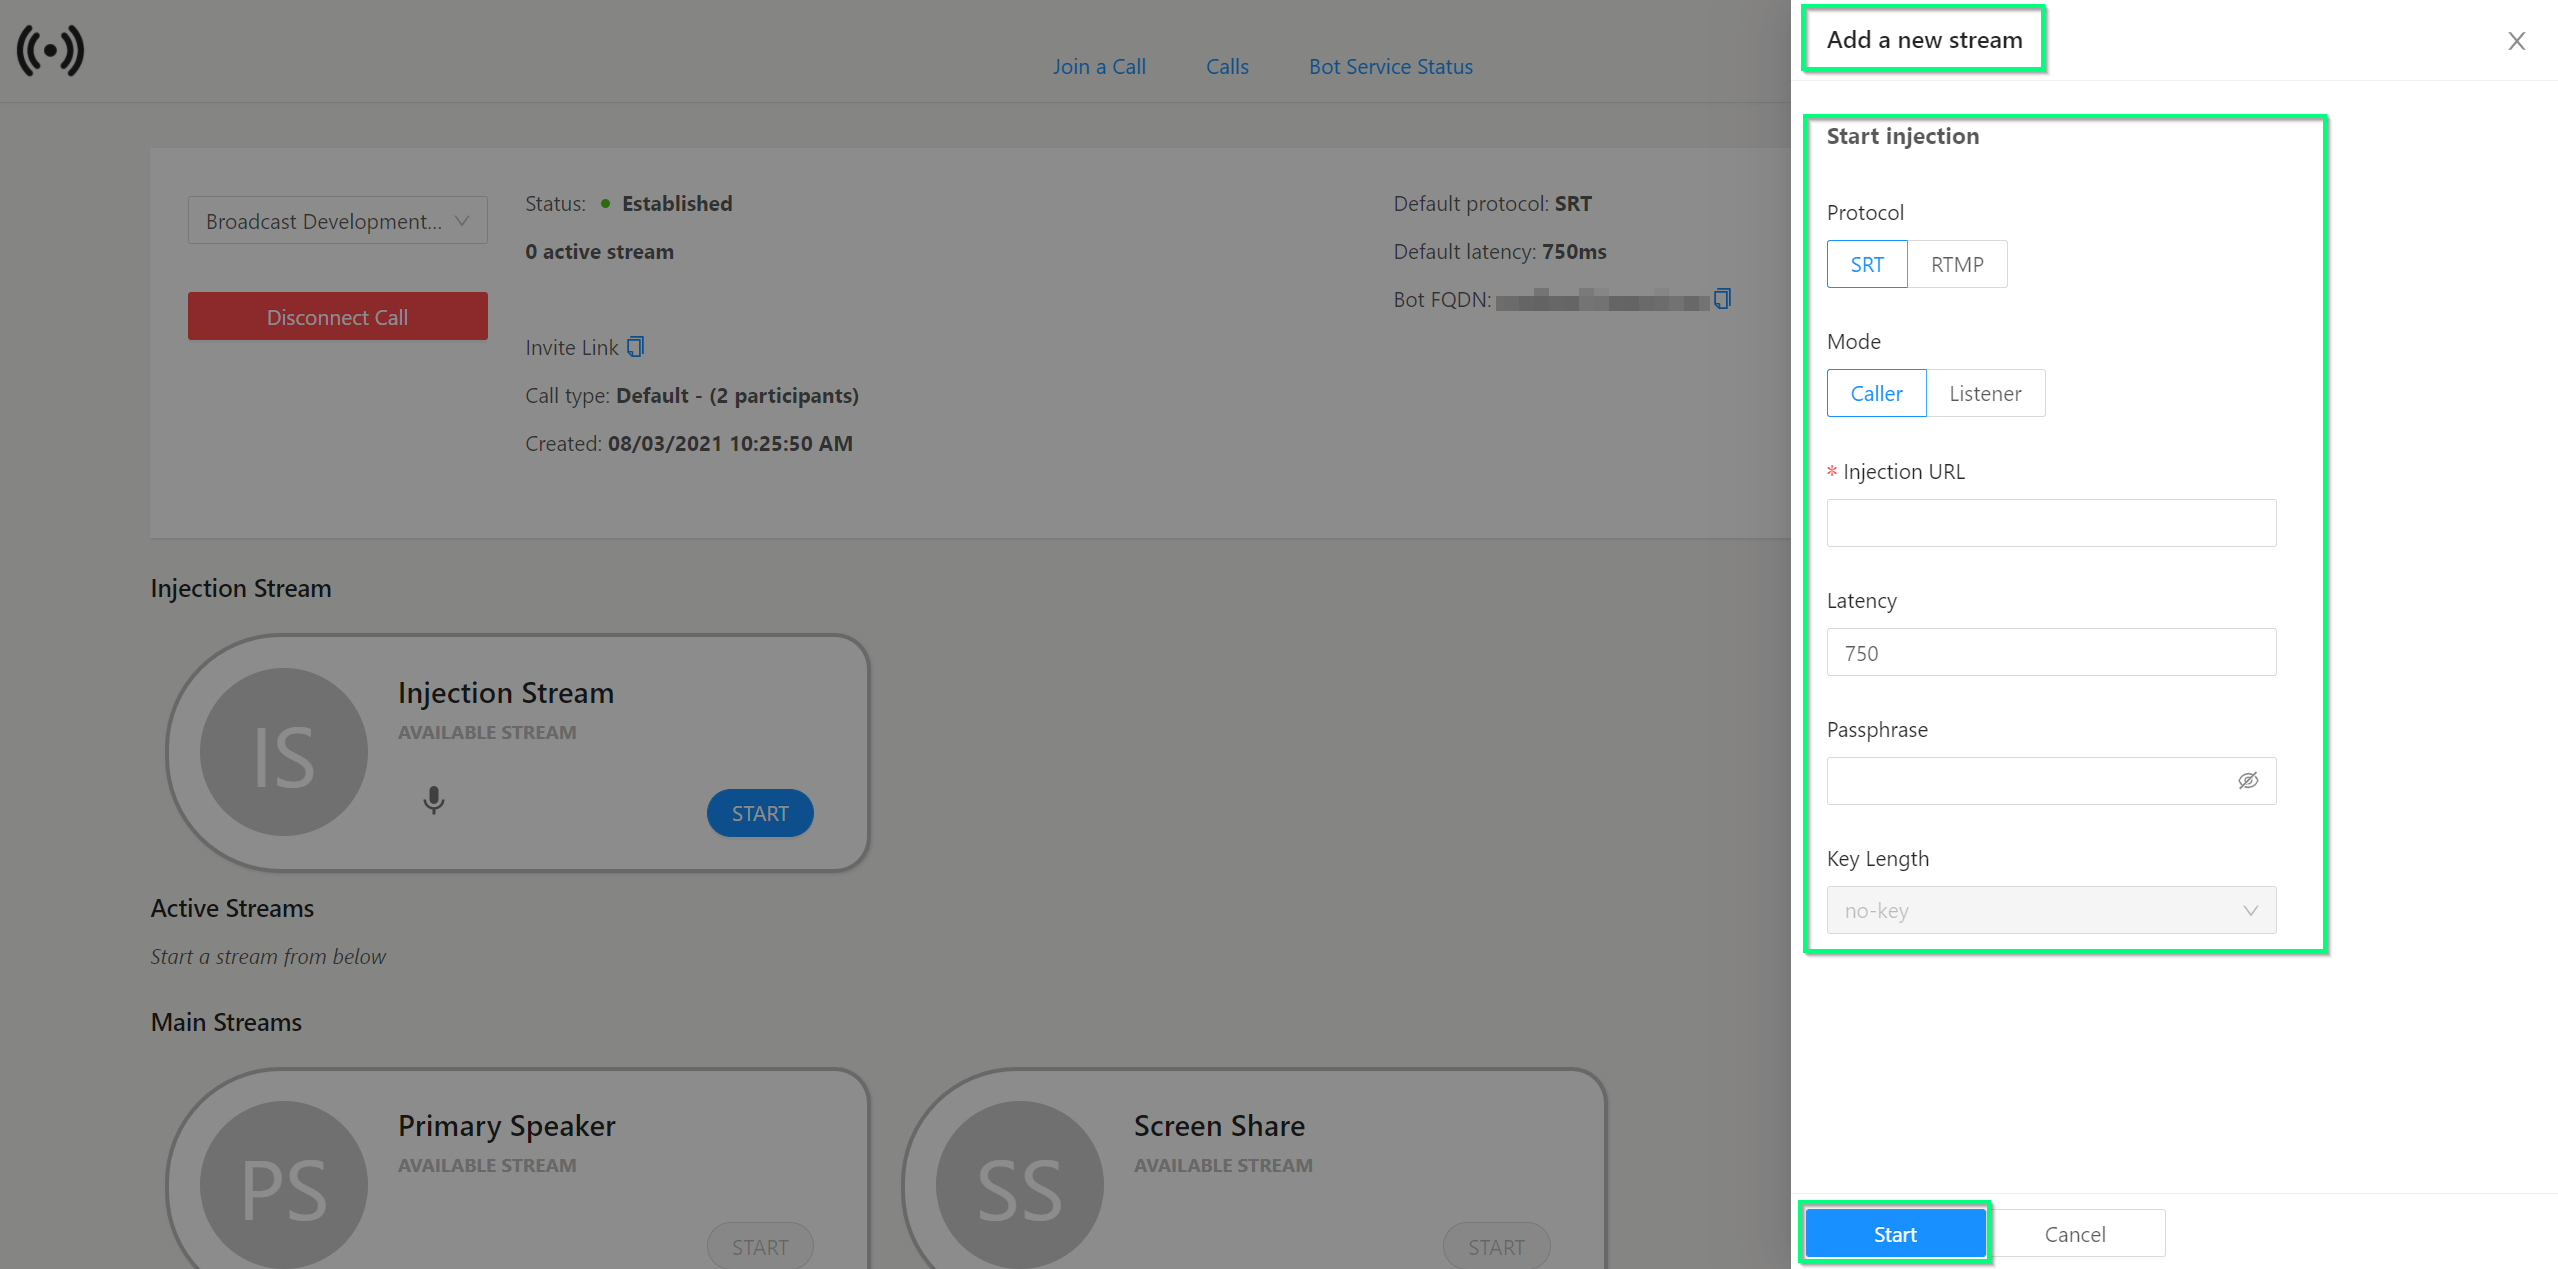 Join a Call
Calls
Bot Service Status
Broadcast Development...
Disconnect Call
Status: Established
0 active stream
Invite Link
Call type: Default - (2 participants)
Created: 08/03/2021 10:25:50 AM
Default protocol: SRT
Default latency: 750ms
Bot FQDN:
Injection Stream
IS
Injection Stream
AVAILABLE STREAM
START
Active Streams
Start a stream from below
Main Streams
PS
Primary Speaker
AVAILABLE STREAM
START
SS
Screen Share
AVAILABLE STREAM
START
Add a new stream
Start injection
Protocol
SRT
RTMP
Mode
Caller
Listener
* Injection URL
Latency
750
Passphrase
Key Length
no-key
Start
Cancel